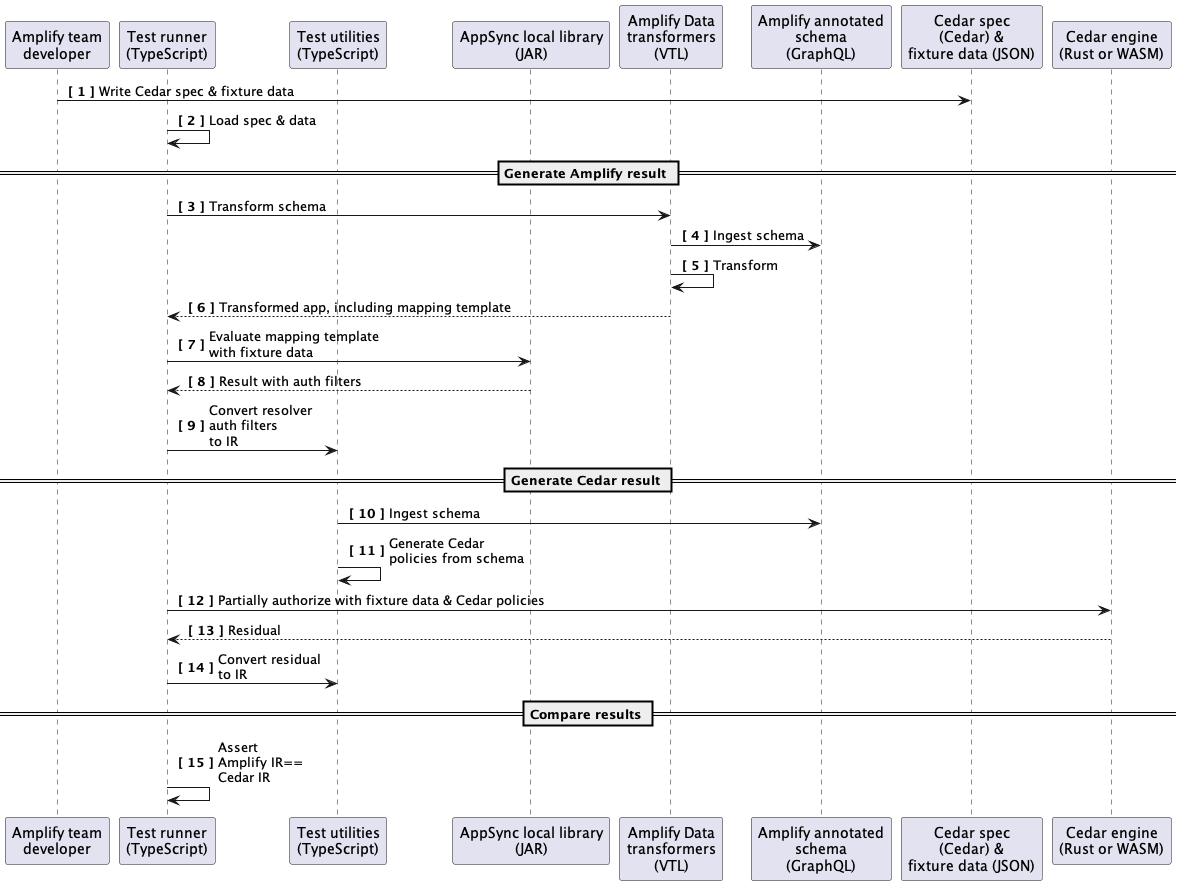 Amplify team
developer
Test runner
(TypeScript)
Test utilities
(TypeScript)
AppSync local library
(JAR)
Amplify Data
transformers
(VTL)
Amplify annotated
schema
(GraphQL)
Cedar spec
(Cedar) &
fixture data (JSON)
Cedar engine
(Rust or WASM)
[ 1 ] Write Cedar spec & fixture data
[ 2 ] Load spec & data
Generate Amplify result
[ 3 ] Transform schema
[ 4 ] Ingest schema
[ 5 ] Transform
[ 6 ] Transformed app, including mapping template
[ 7 ] Evaluate mapping template
with fixture data
[ 8 ] Result with auth filters
[ 9 ] Convert resolver
auth filters
to IR
Generate Cedar result
[ 10 ] Ingest schema
[ 11 ] Generate Cedar
policies from schema
[ 12 ] Partially authorize with fixture data & Cedar policies
[ 13 ] Residual
[ 14 ] Convert residual
to IR
Compare results
[ 15 ] Assert
Amplify IR==
Cedar IR
Amplify team
developer
Test runner
(TypeScript)
Test utilities
(TypeScript)
AppSync local library
(JAR)
Amplify Data
transformers
(VTL)
Amplify annotated
schema
(GraphQL)
Cedar spec
(Cedar) &
fixture data (JSON)
Cedar engine
(Rust or WASM)